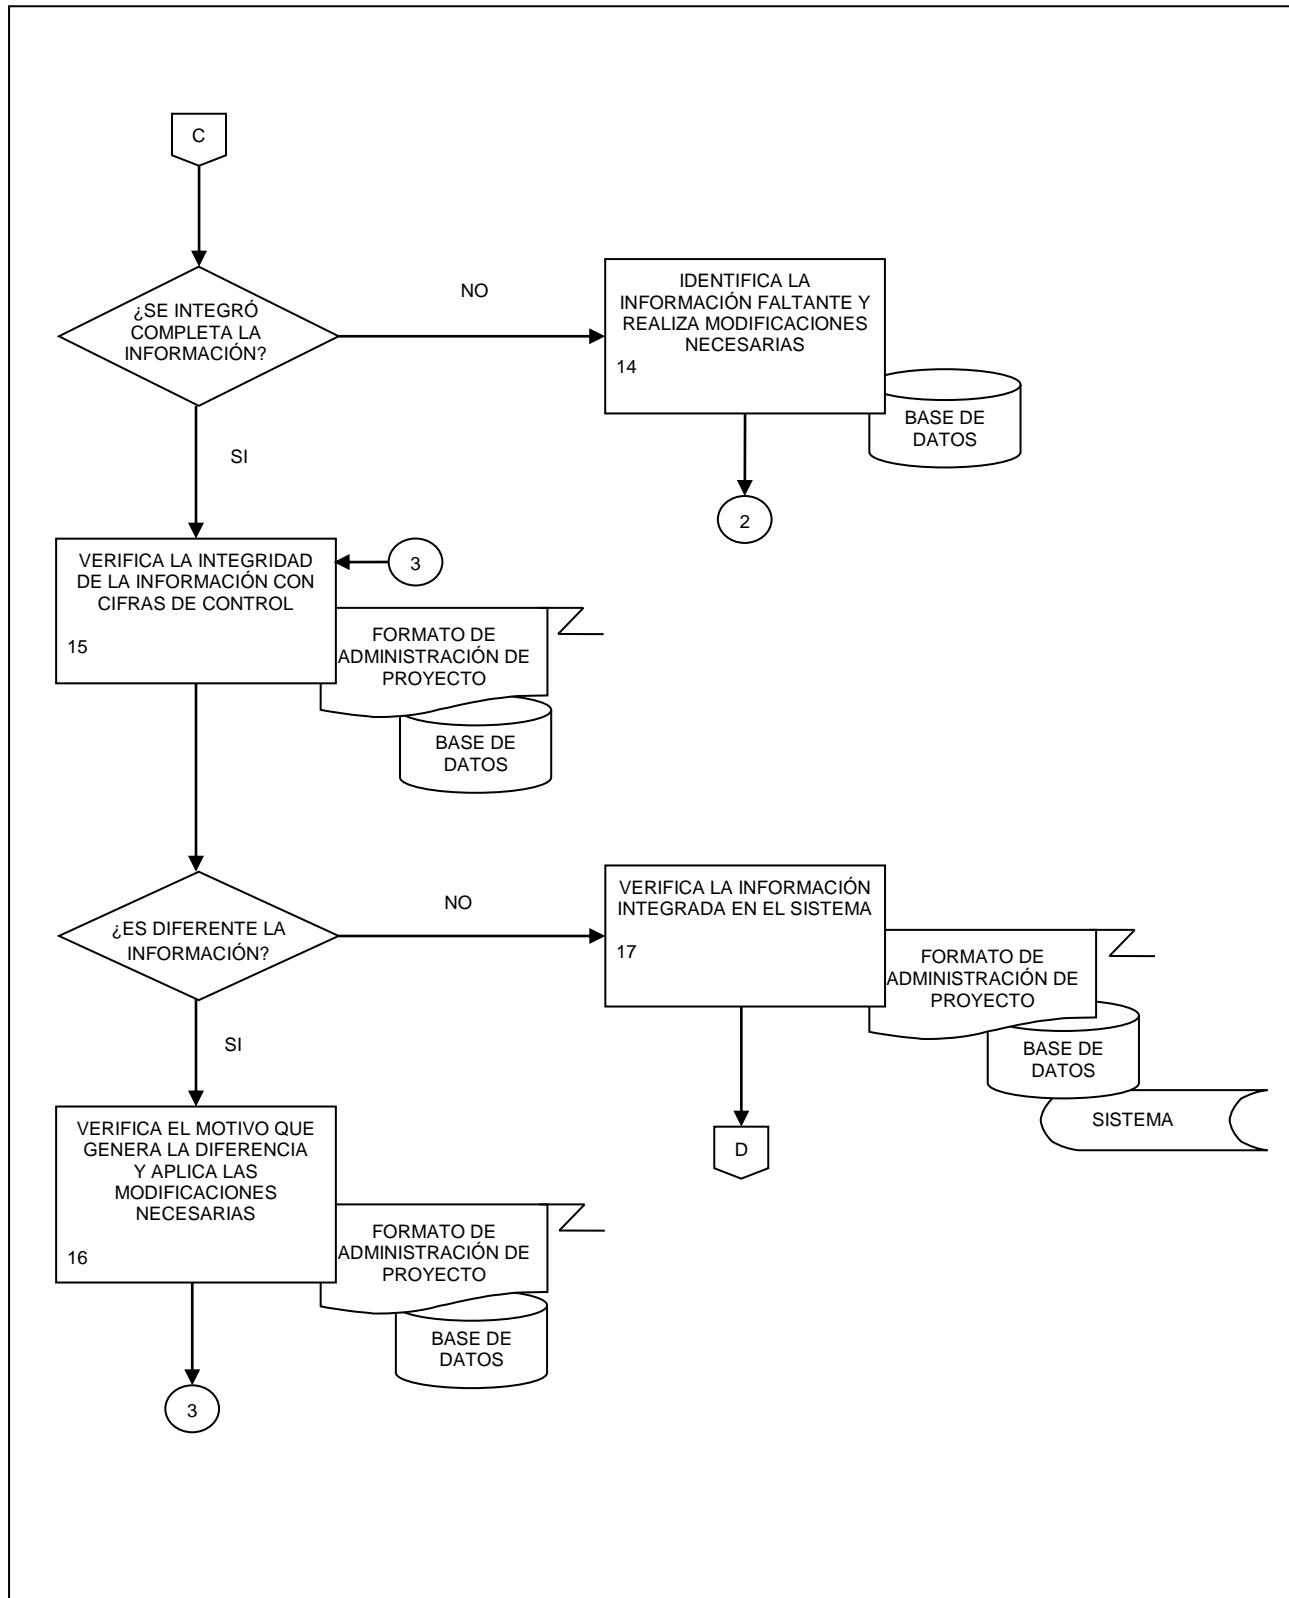 C
¿SE INTEGRÓ
COMPLETA LA
INFORMACIÓN?
NO
IDENTIFICA LA
INFORMACIÓN FALTANTE Y
REALIZA MODIFICACIONES
NECESARIAS
14
BASE DE
DATOS
2
SI
VERIFICA LA INTEGRIDAD
DE LA INFORMACIÓN CON
CIFRAS DE CONTROL
15
3
FORMATO DE
ADMINISTRACIÓN DE
PROYECTO
BASE DE
DATOS
¿ES DIFERENTE LA
INFORMACIÓN?
NO
VERIFICA LA INFORMACIÓN
INTEGRADA EN EL SISTEMA
17
FORMATO DE
ADMINISTRACIÓN DE
PROYECTO
BASE DE
DATOS
SISTEMA
D
SI
VERIFICA EL MOTIVO QUE
GENERA LA DIFERENCIA
Y APLICA LAS
MODIFICACIONES
NECESARIAS
16
FORMATO DE
ADMINISTRACIÓN DE
PROYECTO
BASE DE
DATOS
3